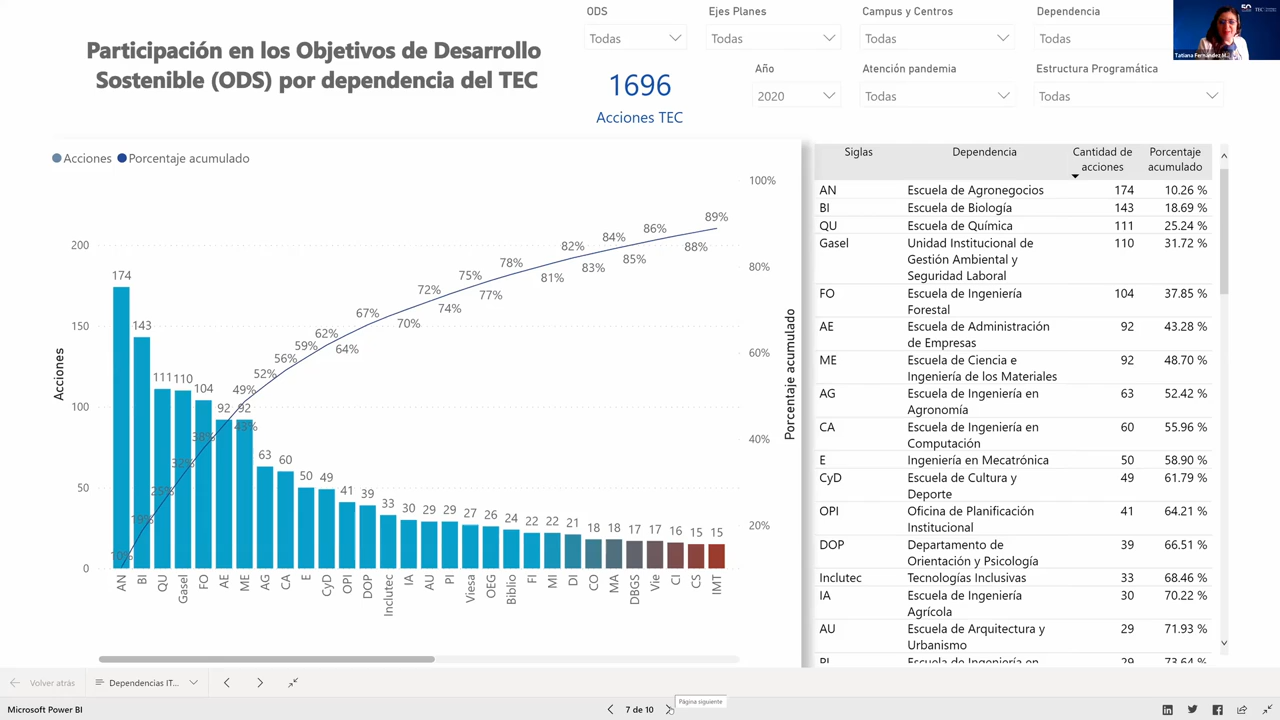 Participación en los Objetivos de Desarrollo
Sostenible (ODS) por dependencia del TEC
ODS
Todas
Ejes Planes
Todas
Campus y Centros
Todas
Dependencia
Todas
1696
Acciones TEC
Año
2020
Atención pandemia
Todas
Estructura Programática
Todas
TEC
Tatiana Fernández M...
Acciones
Porcentaje acumulado
Acciones
200
150
100
50
0
174
143
111
110
104
92
92
63
60
50
49
41
39
33
30
29
29
27
26
24
22
22
21
18
18
17
17
16
15
15
10%
19%
25%
32%
38%
43%
49%
52%
56%
59%
62%
64%
67%
70%
72%
74%
75%
77%
78%
81%
82%
83%
84%
85%
86%
88%
89%
AN
BI
QU
Gasel
FO
AE
ME
AG
CA
E
CyD
OPI
DOP
Inclutec
IA
AU
PI
Viesa
OEG
Biblio
FI
MI
DI
CO
MA
DBGS
Vie
CI
CS
IMT
100%
80%
60%
40%
20%
Porcentaje acumulado
Siglas Dependencia Cantidad de acciones Porcentaje acumulado
AN Escuela de Agronegocios 174 10.26 %
BI Escuela de Biología 143 18.69 %
QU Escuela de Química 111 25.24 %
Gasel Unidad Institucional de 110 31.72 %
Gestión Ambiental y
Seguridad Laboral
FO Escuela de Ingeniería 104 37.85 %
Forestal
AE Escuela de Administración 92 43.28 %
de Empresas
ME Escuela de Ciencia e 92 48.70 %
Ingeniería de los Materiales
AG Escuela de Ingeniería en 63 52.42 %
Agronomía
CA Escuela de Ingeniería en 60 55.96 %
Computación
E Ingeniería en Mecatrónica 50 58.90 %
CyD Escuela de Cultura y 49 61.79 %
Deporte
OPI Oficina de Planificación 41 64.21 %
Institucional
DOP Departamento de 39 66.51 %
Orientación y Psicología
Inclutec Tecnologías Inclusivas 33 68.46 %
IA Escuela de Ingeniería 30 70.22 %
Agrícola
AU Escuela de Arquitectura y 29 71.93 %
Urbanismo
PI Escuela de Ingeniería en 29 73.64 %
Volver atrás
Dependencias IT...
Página siguiente
Microsoft Power BI
7 de 10